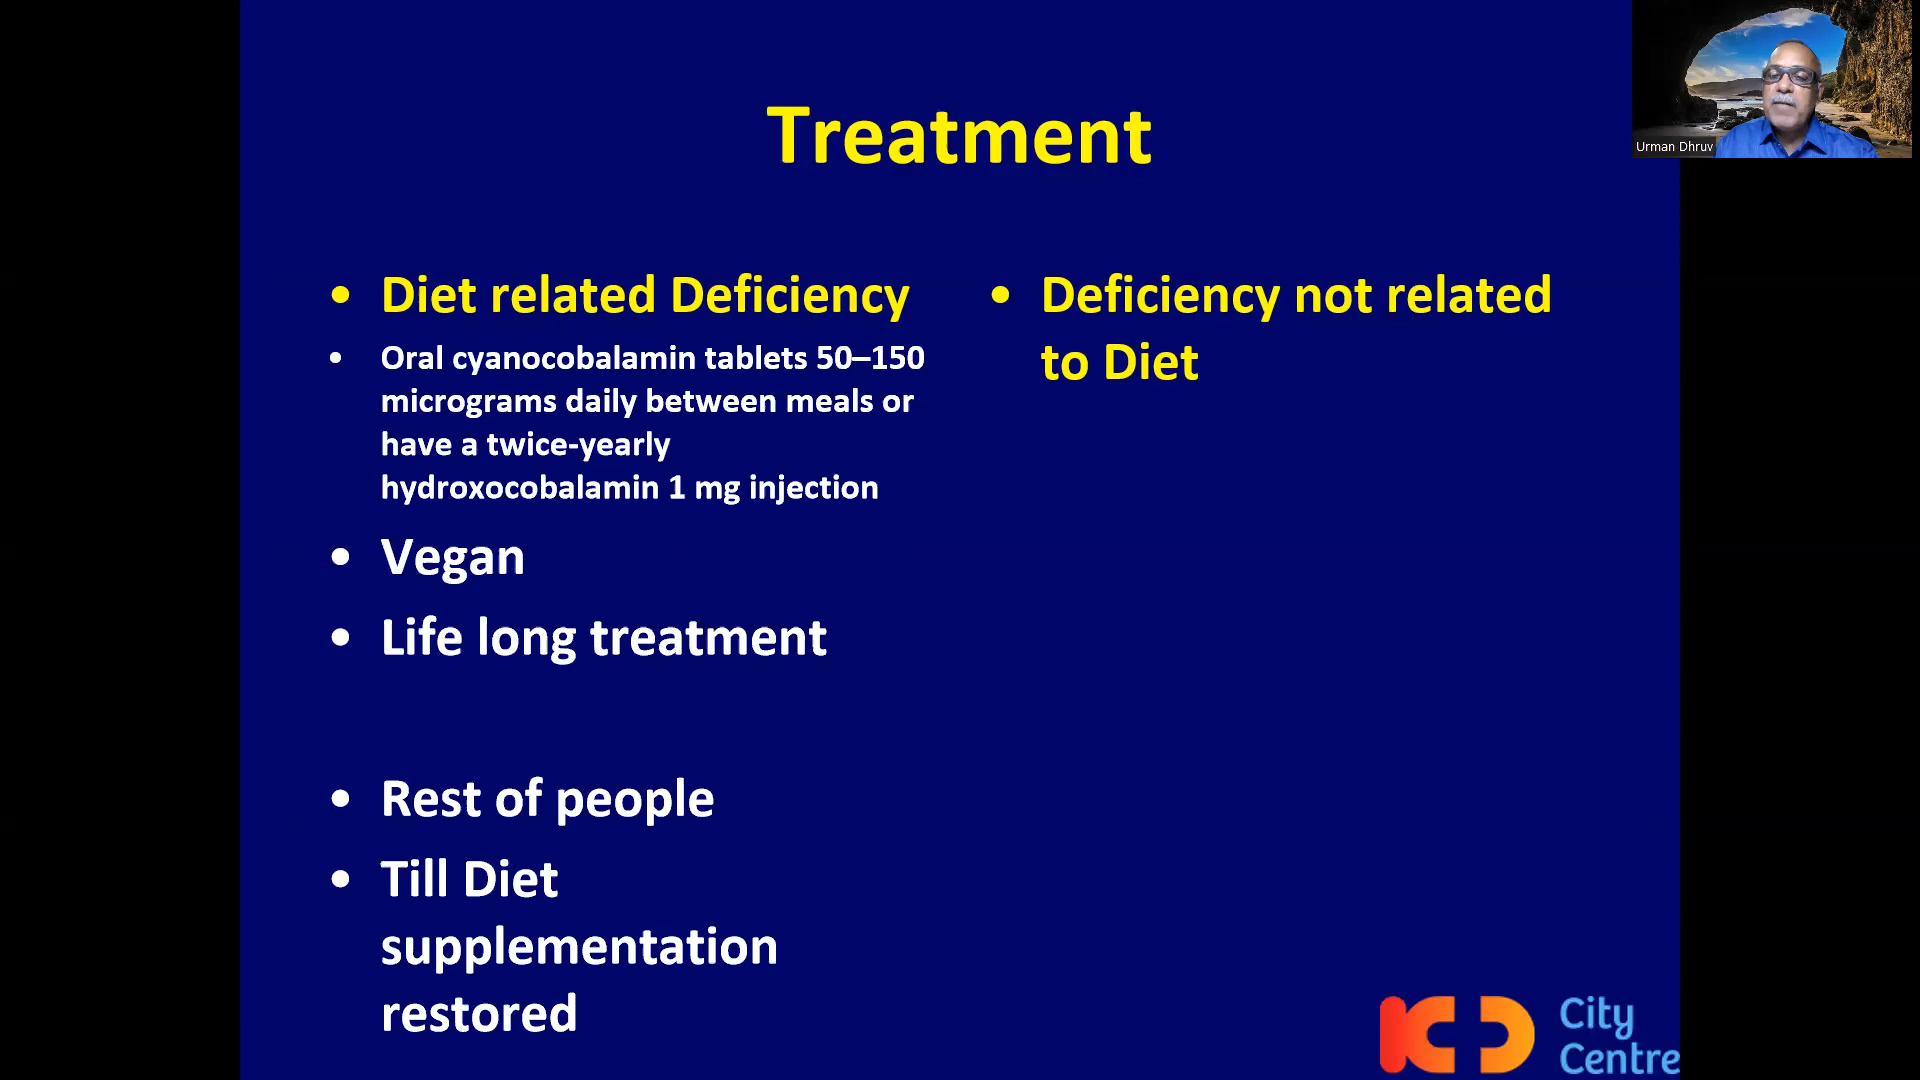 Treatment
• Diet related Deficiency
• Oral cyanocobalamin tablets 50–150
micrograms daily between meals or
have a twice-yearly
hydroxocobalamin 1 mg injection
• Vegan
• Life long treatment
• Rest of people
• Till Diet
supplementation
restored
• Deficiency not related
to Diet
Urman Dhruv
KD City
Centre